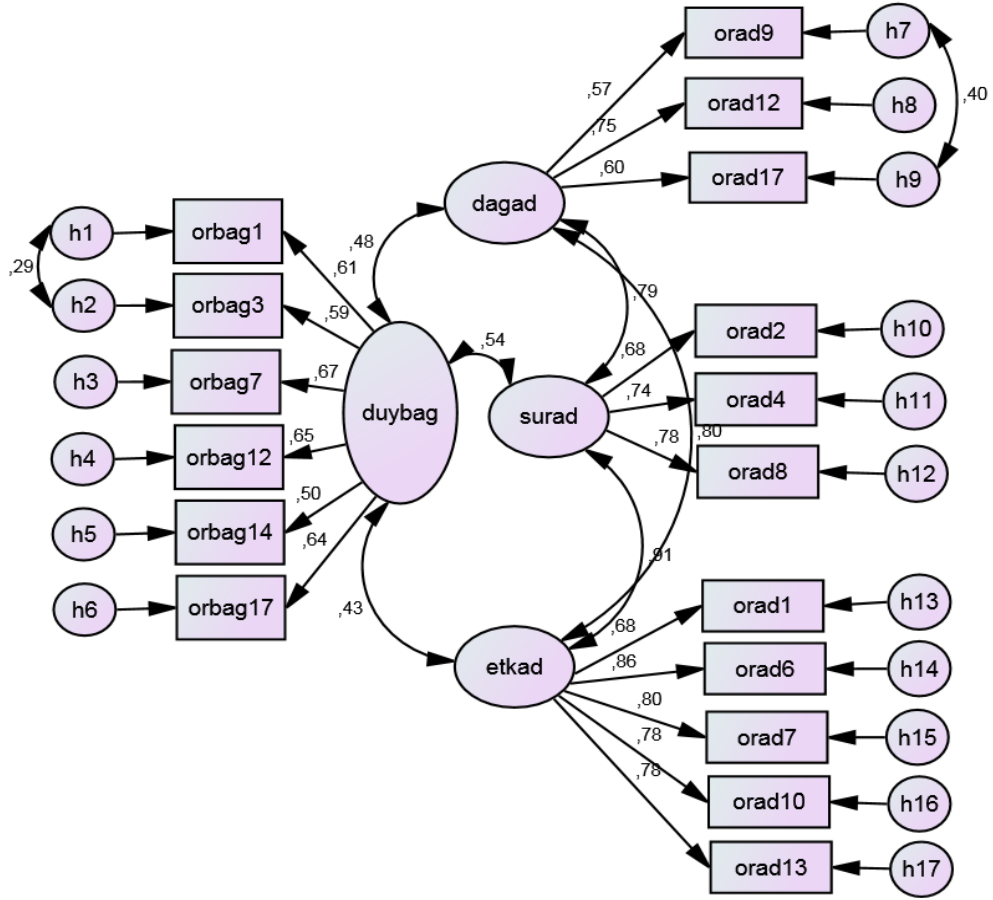 orad9
h7
,57
orad12
h8
,40
,75
orad17
h9
,60
dagad
h1
orbag1
,48
,29
,61
h2
orbag3
,59
,79
h3
orbag7
,67
,54
,68
orad2
h10
duybag
surad
,74
orad4
h11
h4
orbag12
,65
,78
,80
orad8
h12
h5
orbag14
,50
,64
h6
orbag17
,43
,91
,68
orad1
h13
etkad
,86
orad6
h14
,80
orad7
h15
,78
,78
orad10
h16
orad13
h17